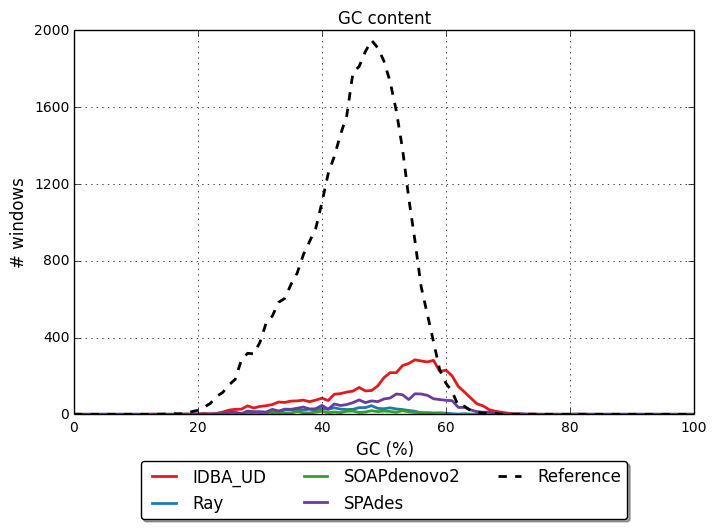 GC content
2000
1600
1200
800
400
0
# windows
0 20 40 60 80 100
GC (%)
IDBA_UD SOAPdenovo2 Reference
Ray SPAdes